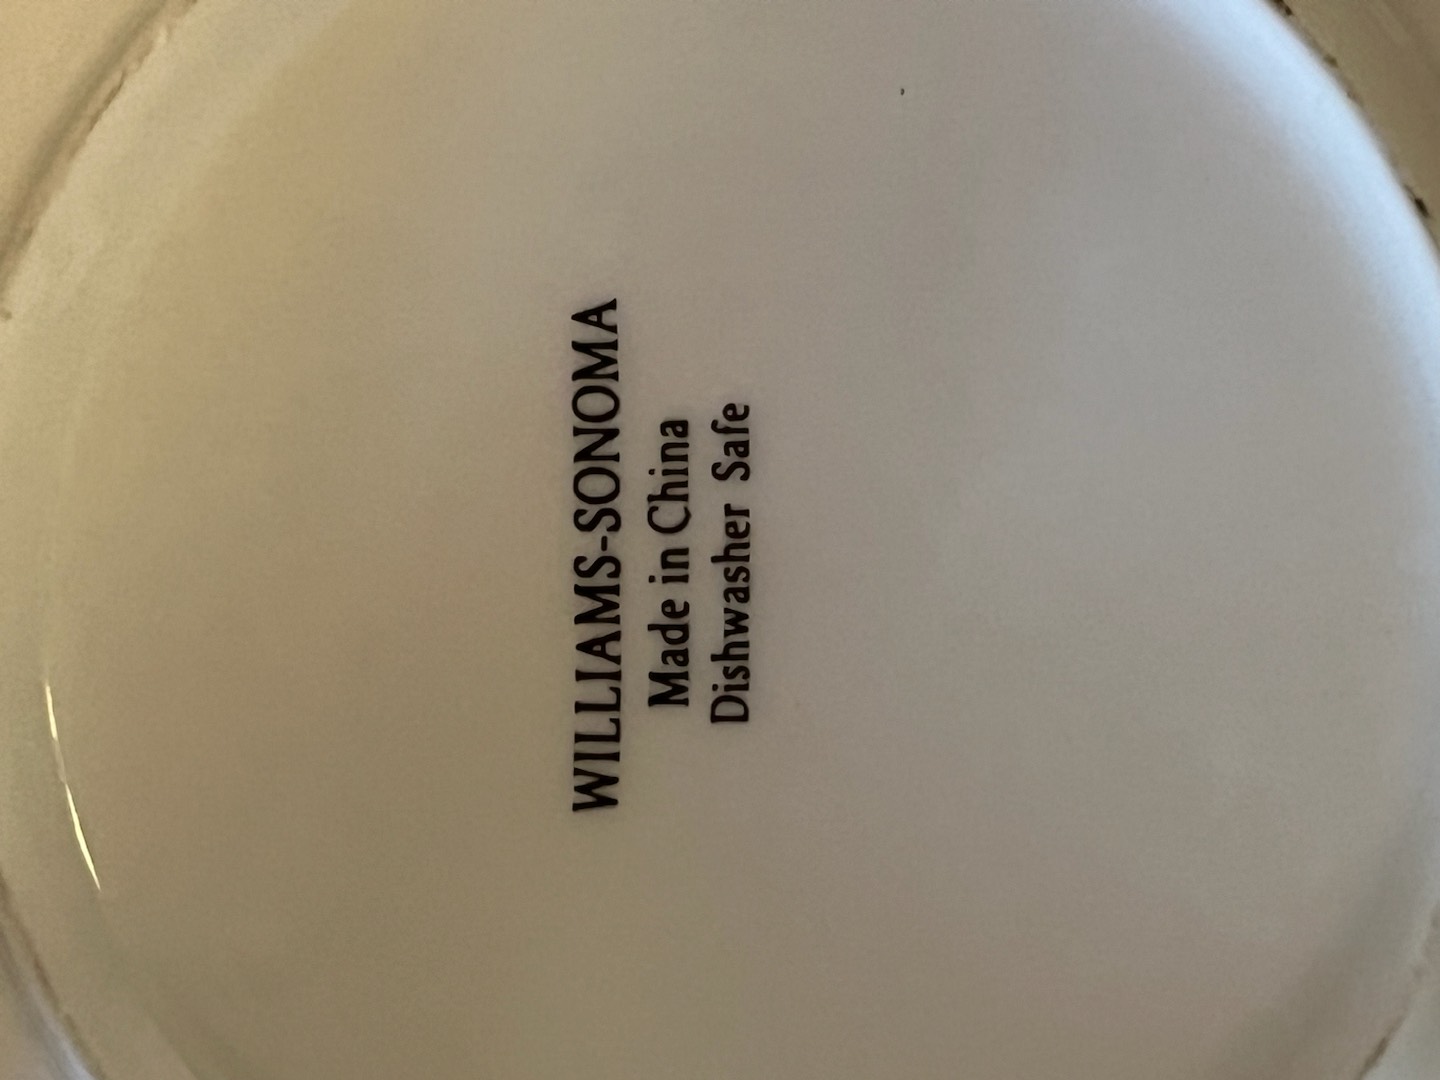 WILLIAMS-SONOMA
Made in China
Dishwasher Safe